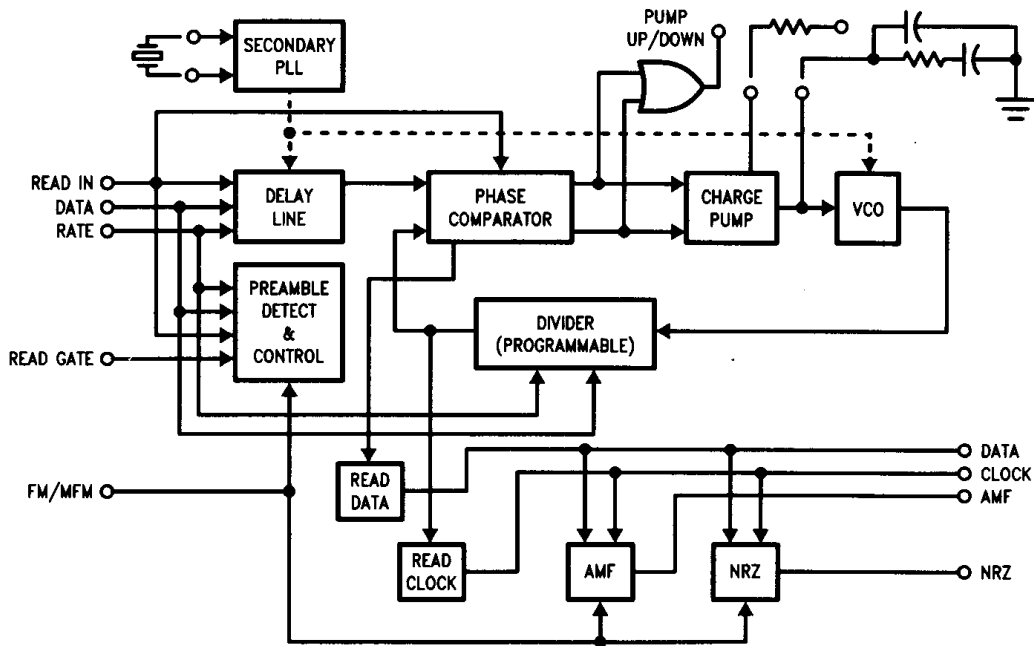 SECONDARY
PLL
PUMP
UP/DOWN
READ IN
DATA
RATE
DELAY
LINE
PHASE
COMPARATOR
CHARGE
PUMP
VCO
PREAMBLE
DETECT
&
CONTROL
READ GATE
DIVIDER
(PROGRAMMABLE)
FM/MFM
READ
DATA
DATA
CLOCK
AMF
READ
CLOCK
AMF
NRZ
NRZ